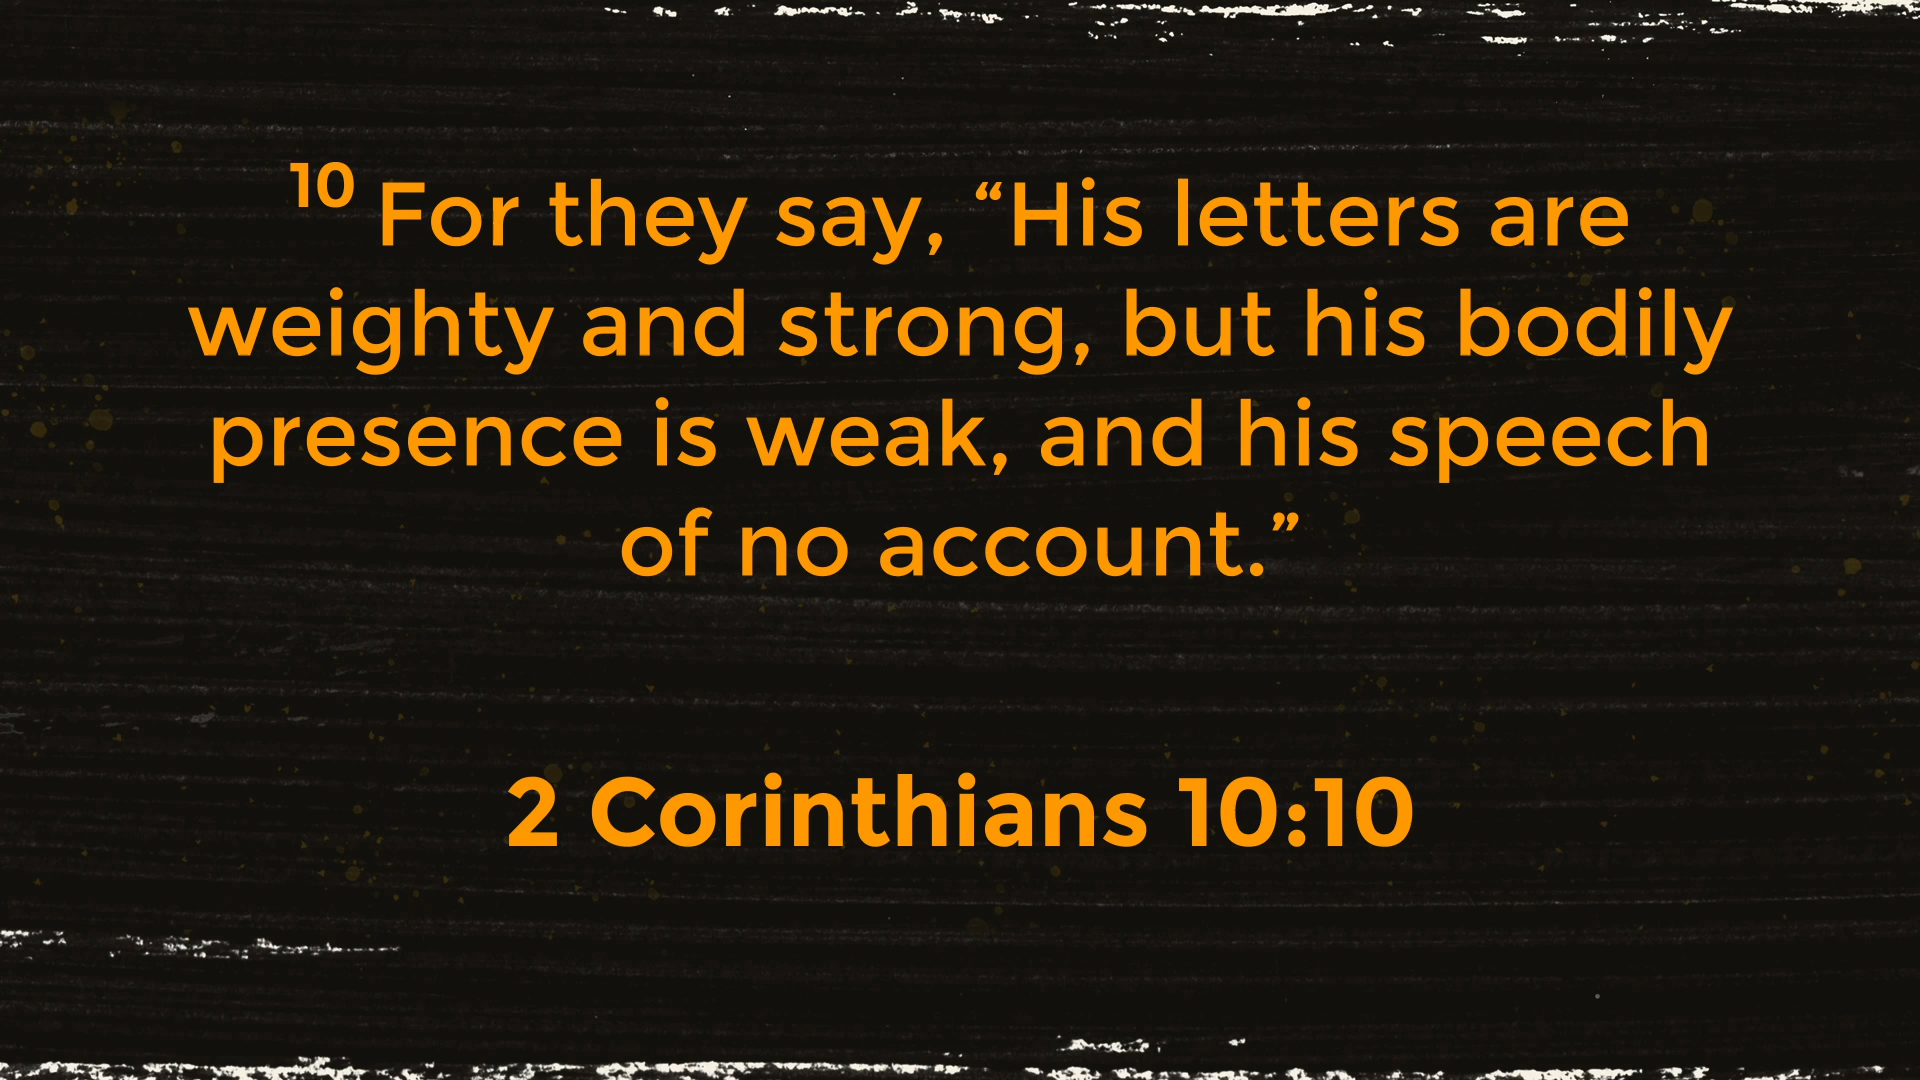 10 For they say, “His letters are
weighty and strong, but his bodily
presence is weak, and his speech
of no account.”
2 Corinthians 10:10